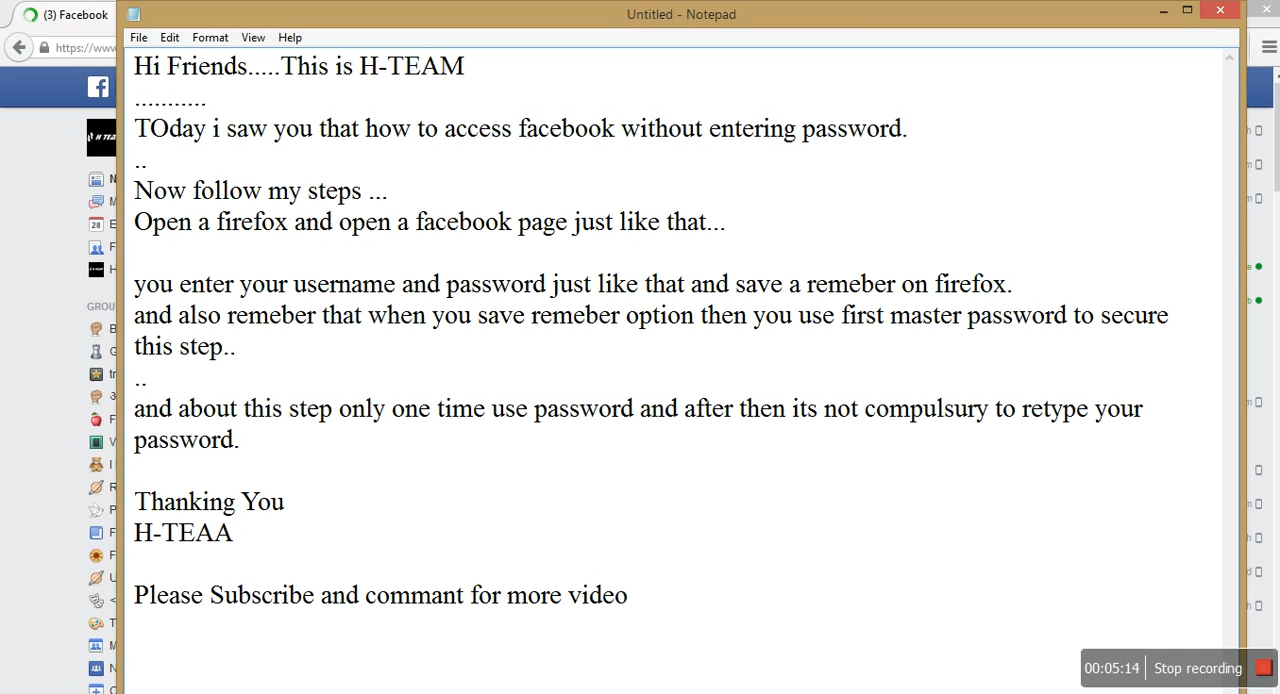 (3) Facebook
Untitled - Notepad
https://www
File Edit Format View Help
Hi Friends.....This is H-TEAM
...........
TOday i saw you that how to access facebook without entering password.
..
Now follow my steps ...
Open a firefox and open a facebook page just like that...
you enter your username and password just like that and save a remeber on firefox.
and also remeber that when you save remeber option then you use first master password to secure
this step..
..
and about this step only one time use password and after then its not compulsury to retype your
password.
Thanking You
H-TEAA
Please Subscribe and commant for more video
GROU
28
00:05:14 Stop recording